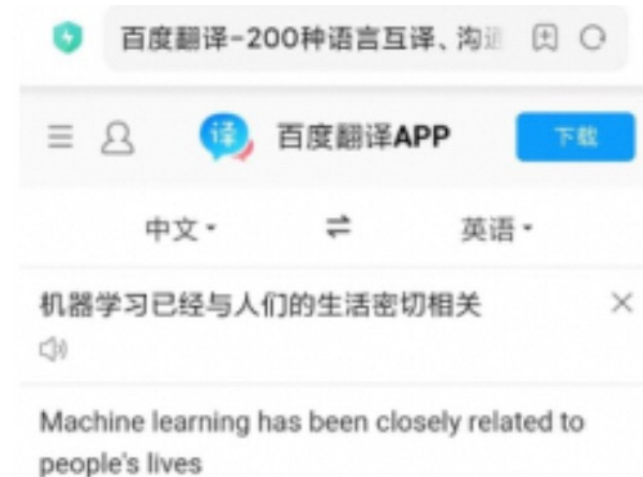 百度翻译-200种语言互译、沟通
百度翻译APP
下载
中文
英语
机器学习已经与人们的生活密切相关
Machine learning has been closely related to
people's lives